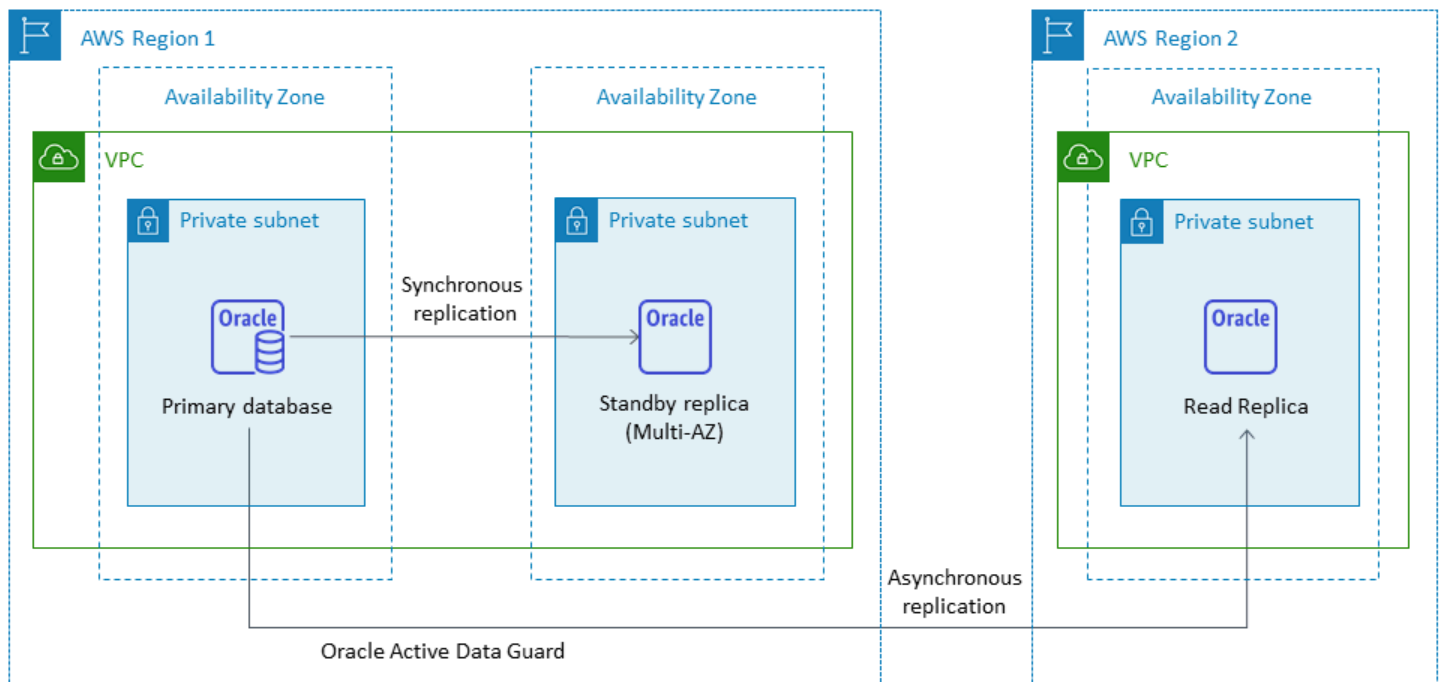 AWS Region 1
AWS Region 2
Availability Zone
Availability Zone
Availability Zone
VPC
VPC
Private subnet
Private subnet
Private subnet
Synchronous
replication
Oracle
Oracle
Oracle
Primary database
Standby replica
(Multi-AZ)
Read Replica
Asynchronous
replication
Oracle Active Data Guard